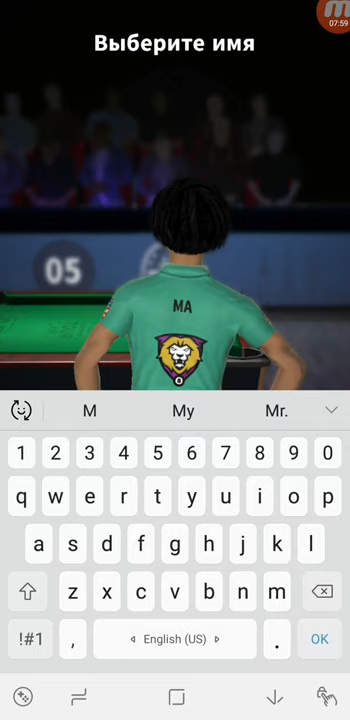 07:59
Выберите имя
05
MA
8
M My Mr.
1 2 3 4 5 6 7 8 9 0
q w e r t y u i o p
a s d f g h j k l
z x c v b n m
!#1 , English (US) . OK